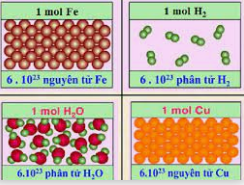 1 mol Fe
6 . 10²³ nguyên tử Fe
1 mol H₂
6 . 10²³ phân tử H₂
1 mol H₂O
6.10²³ phân tử H₂O
1 mol Cu
6.10²³ nguyên tử Cu